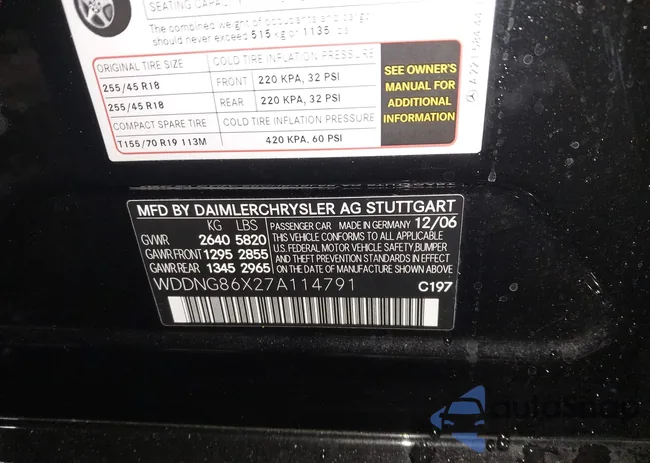 SEATING CAPACITY
The combined weight of occupants and cargo
should never exceed 515 kg or 1135 lbs
ORIGINAL TIRE SIZE COLD TIRE INFLATION PRESSURE
255/45 R18 FRONT 220 KPA, 32 PSI
255/45 R18 REAR 220 KPA, 32 PSI
COMPACT SPARE TIRE COLD TIRE INFLATION PRESSURE
T155/70 R19 113M 420 KPA, 60 PSI
SEE OWNER'S
MANUAL FOR
ADDITIONAL
INFORMATION
MFD BY DAIMLERCHRYSLER AG STUTTGART
KG LBS PASSENGER CAR MADE IN GERMANY 12/06
GVWR 2640 5820 THIS VEHICLE CONFORMS TO ALL APPLICABLE
GAWR FRONT 1295 2855 U.S. FEDERAL MOTOR VEHICLE SAFETY, BUMPER
GAWR REAR 1345 2965 AND THEFT PREVENTION STANDARDS IN EFFECT
ON THE DATE OF MANUFACTURE SHOWN ABOVE.
WDDNG86X27A114791 C197